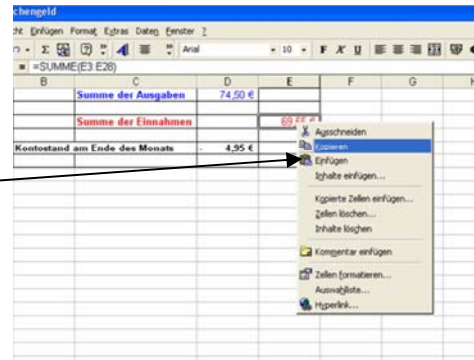 chengeld
cht Einfügen Format Extras Daten Fenster ?
Arial 10 F K U
= =SUMME(E3:E28)
B C D E F G H
Summe der Ausgaben 74,50 €
Summe der Einnahmen 69,55 €
Kontostand am Ende des Monats - 4,95 €
Ausschneiden
Kopieren
Einfügen
Inhalte einfügen...
Kopierte Zellen einfügen...
Zellen löschen...
Inhalte löschen
Kommentar einfügen
Zellen formatieren...
Auswahlliste...
Hyperlink...